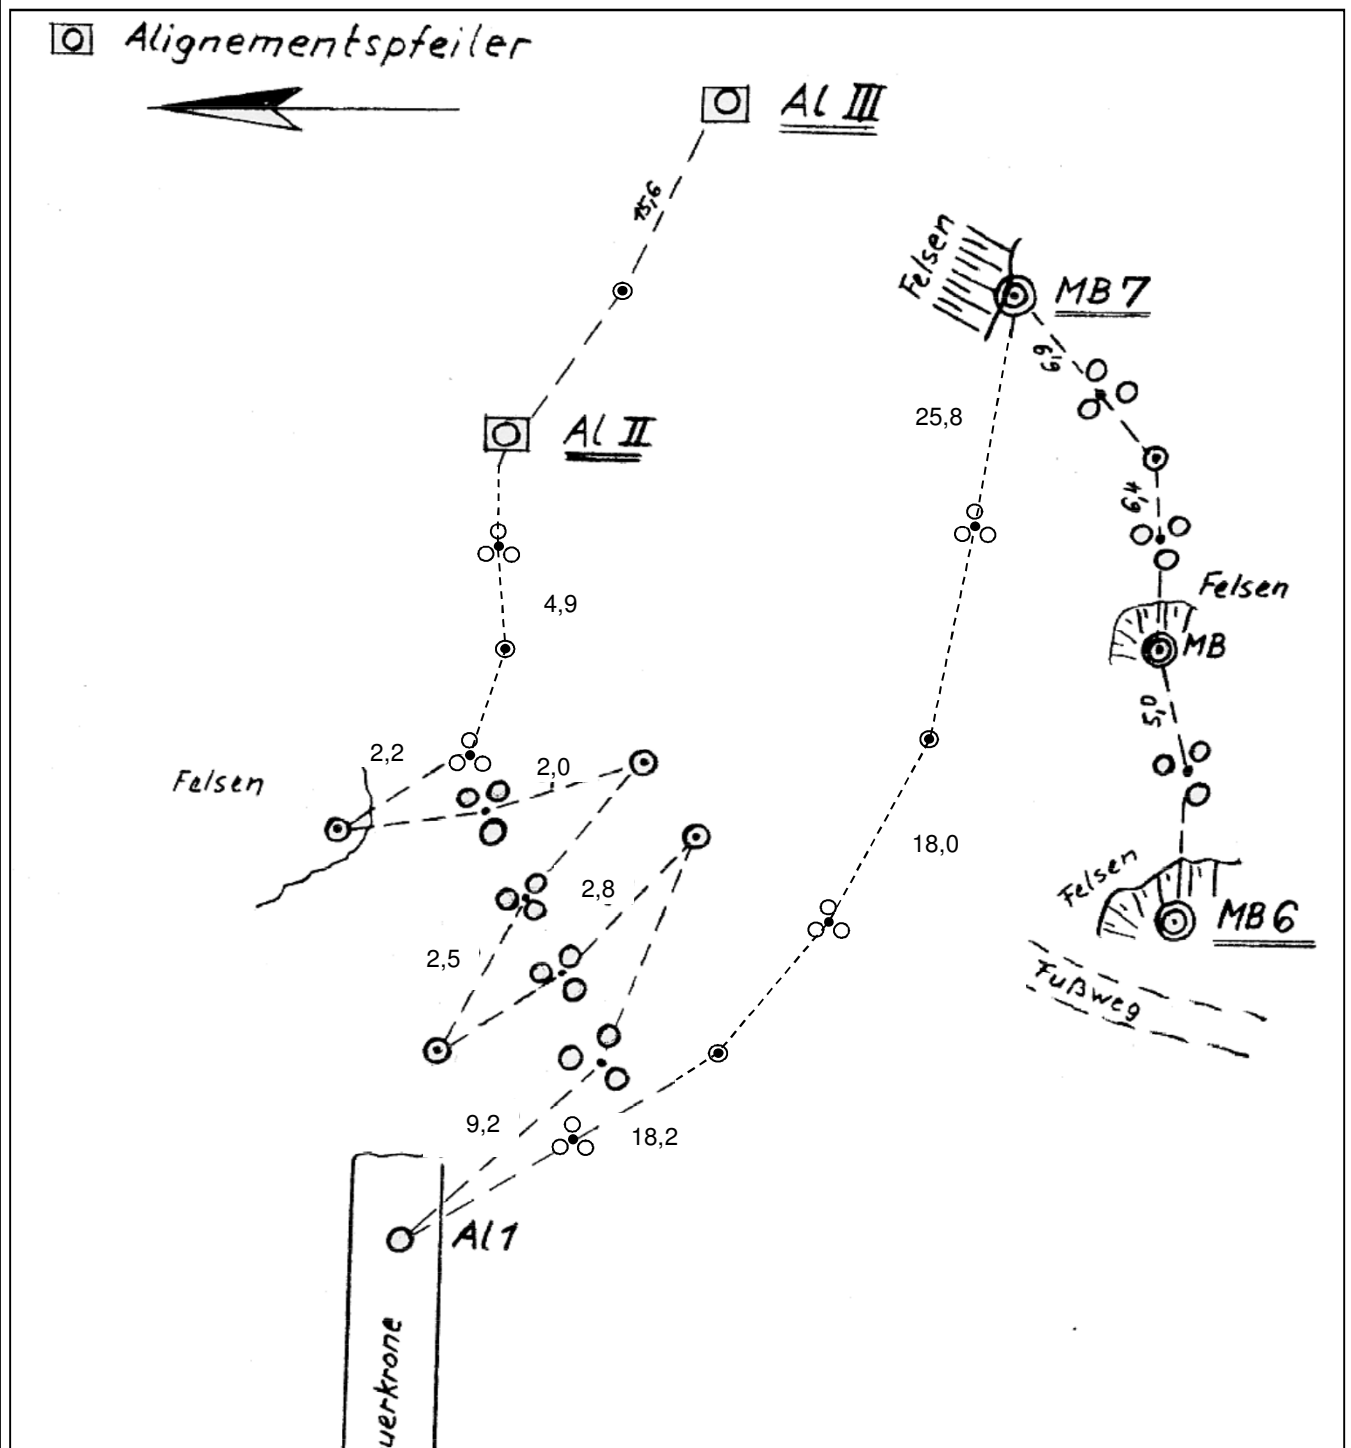 Alignementspfeiler
Al III
15,6
Felsen
MB 7
6,6
25,8
Al II
6,4
4,9
Felsen
MB
5,0
2,2
2,0
Felsen
18,0
Felsen
2,8
MB 6
2,5
Fußweg
9,2
18,2
Al 1
uerkrone